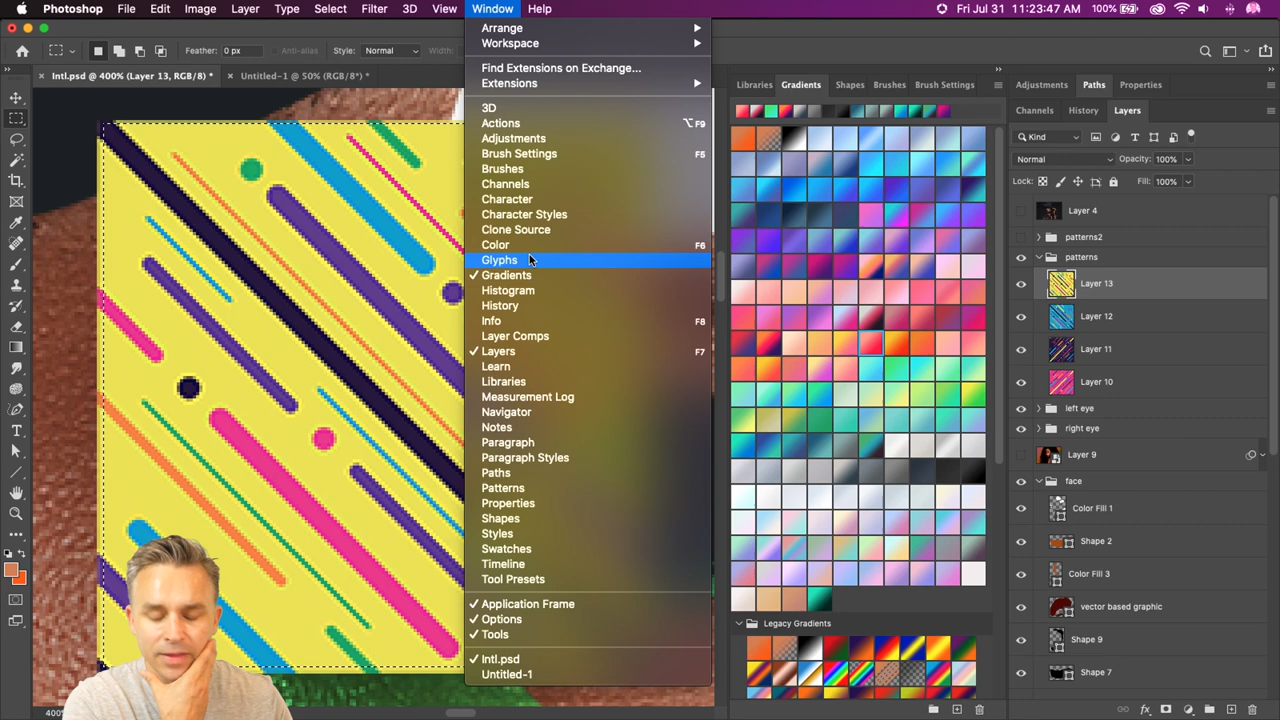 Photoshop File Edit Image Layer Type Select Filter 3D View Window Help 100% Fri Jul 31 11:23:47
Feather: 0 px Anti-alias Style: Normal Width:
Intl.psd @ 400% (Layer 13, RGB/8) *
Untitled-1 @ 50% (RGB/8*) *
Arrange
Workspace
Find Extensions on Exchange...
Extensions
3D
Actions ⌥F9
Adjustments
Brush Settings F5
Brushes
Channels
Character
Character Styles
Clone Source
Color F6
Glyphs
Gradients
Histogram
History
Info F8
Layer Comps
Layers F7
Learn
Libraries
Measurement Log
Navigator
Notes
Paragraph
Paragraph Styles
Paths
Patterns
Properties
Shapes
Styles
Swatches
Timeline
Tool Presets
Application Frame
Options
Tools
Intl.psd
Untitled-1
Libraries Gradients Shapes Brushes Brush Settings
Legacy Gradients
Adjustments Paths Properties
Channels History Layers
Kind
Normal Opacity: 100%
Lock: Fill: 100%
Layer 4
patterns2
patterns
Layer 13
Layer 12
Layer 11
Layer 10
left eye
right eye
Layer 9
face
Color Fill 1
Shape 2
Color Fill 3
vector based graphic
Shape 9
Shape 7